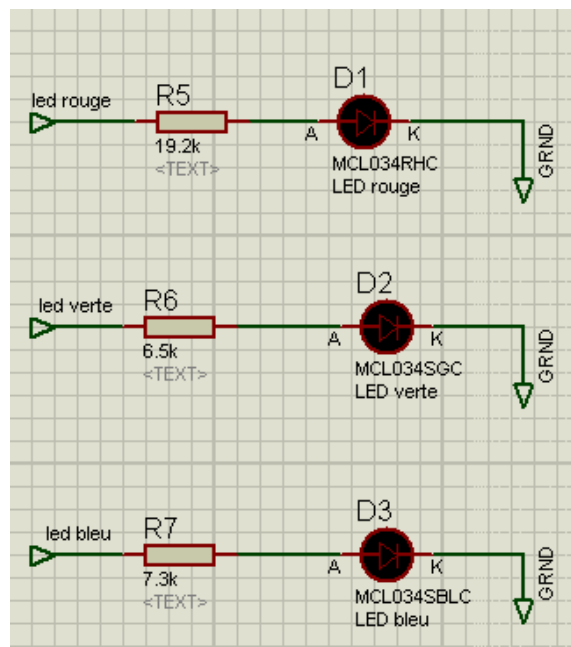 led rouge
R5
19.2k
<TEXT>
D1
A
K
MCL034RHC
LED rouge
GRND
led verte
R6
6.5k
<TEXT>
D2
A
K
MCL034SGC
LED verte
GRND
led bleu
R7
7.3k
<TEXT>
D3
A
K
MCL034SBLC
LED bleu
GRND